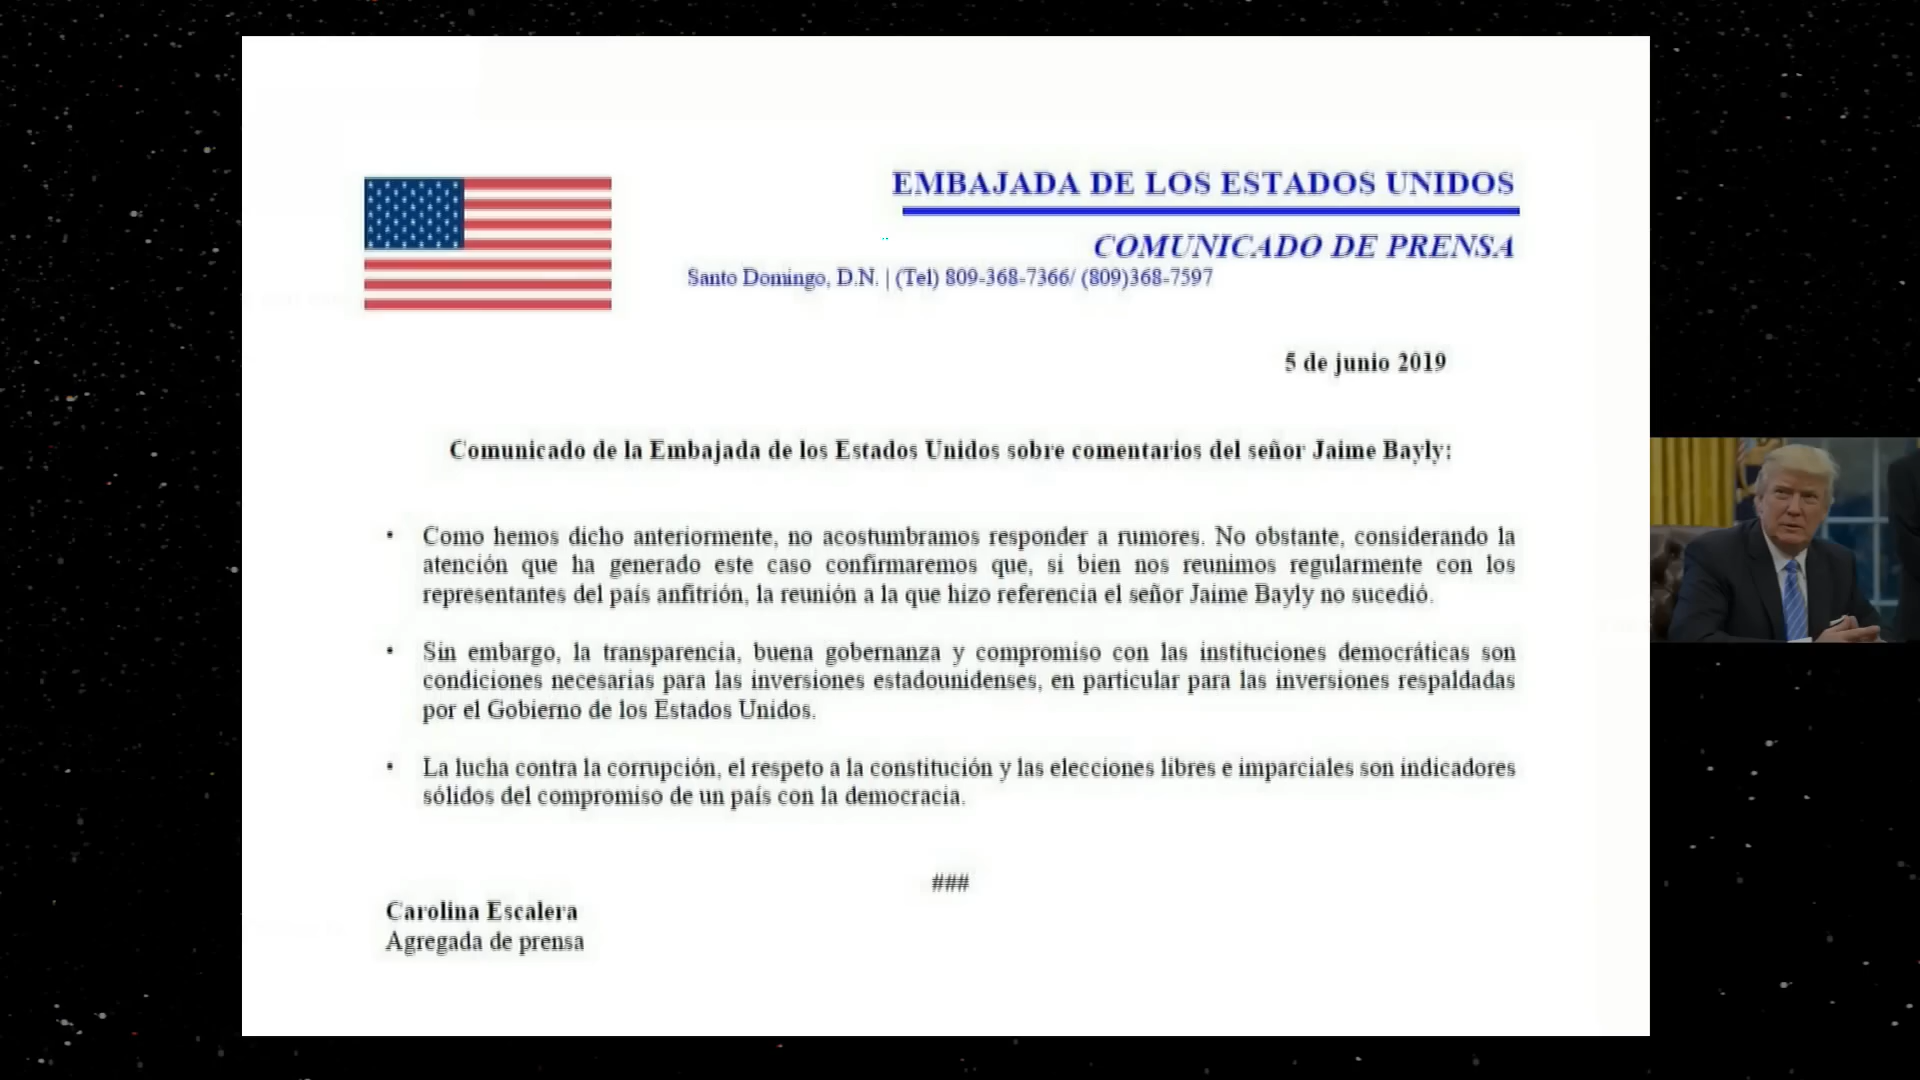 EMBAJADA DE LOS ESTADOS UNIDOS
COMUNICADO DE PRENSA
Santo Domingo, D.N. | (Tel) 809-368-7366/ (809)368-7597
5 de junio 2019
Comunicado de la Embajada de los Estados Unidos sobre comentarios del señor Jaime Bayly:
• Como hemos dicho anteriormente, no acostumbramos responder a rumores. No obstante, considerando la
atención que ha generado este caso confirmaremos que, si bien nos reunimos regularmente con los
representantes del país anfitrión, la reunión a la que hizo referencia el señor Jaime Bayly no sucedió.
• Sin embargo, la transparencia, buena gobernanza y compromiso con las instituciones democráticas son
condiciones necesarias para las inversiones estadounidenses, en particular para las inversiones respaldadas
por el Gobierno de los Estados Unidos.
• La lucha contra la corrupción, el respeto a la constitución y las elecciones libres e imparciales son indicadores
sólidos del compromiso de un país con la democracia.
###
Carolina Escalera
Agregada de prensa